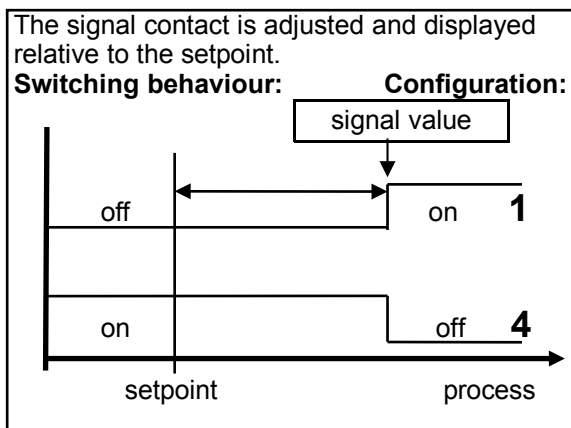 The signal contact is adjusted and displayed
relative to the setpoint.
Switching behaviour: Configuration:
signal value
off on 1
on off 4
setpoint process